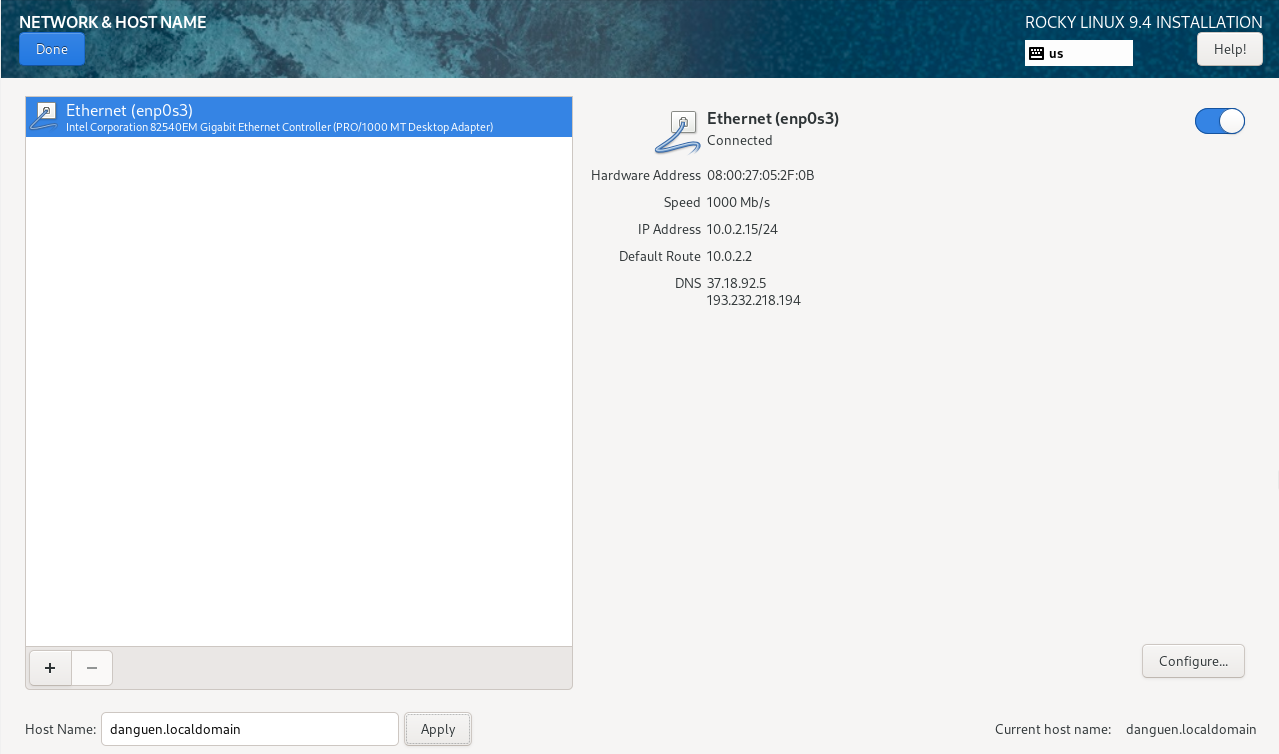 NETWORK & HOST NAME
ROCKY LINUX 9.4 INSTALLATION
Done
us
Help!
Ethernet (enp0s3)
Intel Corporation 82540EM Gigabit Ethernet Controller (PRO/1000 MT Desktop Adapter)
Ethernet (enp0s3)
Connected
Hardware Address 08:00:27:05:2F:0B
Speed 1000 Mb/s
IP Address 10.0.2.15/24
Default Route 10.0.2.2
DNS 37.18.92.5
193.232.218.194
+ −
Configure...
Host Name: danguen.localdomain Apply
Current host name: danguen.localdomain